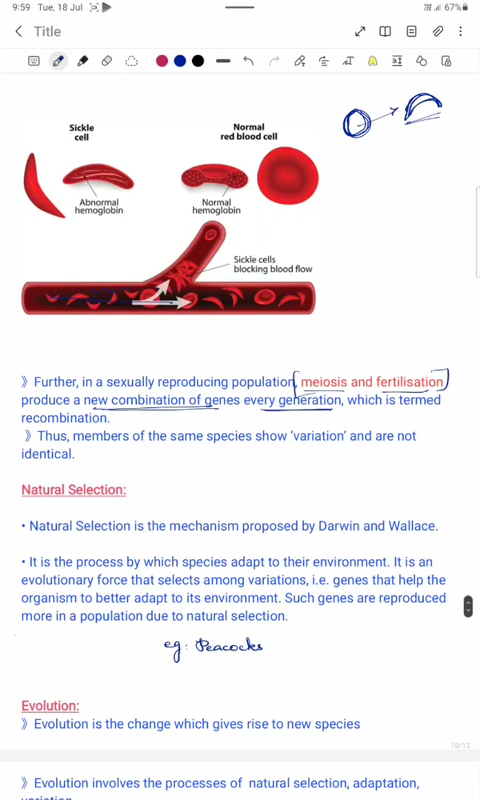 9:59 Tue, 18 Jul
67%
Title
Sickle
cell
Normal
red blood cell
Abnormal
hemoglobin
Normal
hemoglobin
Sickle cells
blocking blood flow
》Further, in a sexually reproducing population, meiosis and fertilisation
produce a new combination of genes every generation, which is termed
recombination.
》Thus, members of the same species show ‘variation’ and are not
identical.
Natural Selection:
• Natural Selection is the mechanism proposed by Darwin and Wallace.
• It is the process by which species adapt to their environment. It is an
evolutionary force that selects among variations, i.e. genes that help the
organism to better adapt to its environment. Such genes are reproduced
more in a population due to natural selection.
eg: Peacocks
Evolution:
》Evolution is the change which gives rise to new species
10/13
》Evolution involves the processes of natural selection, adaptation,
variation